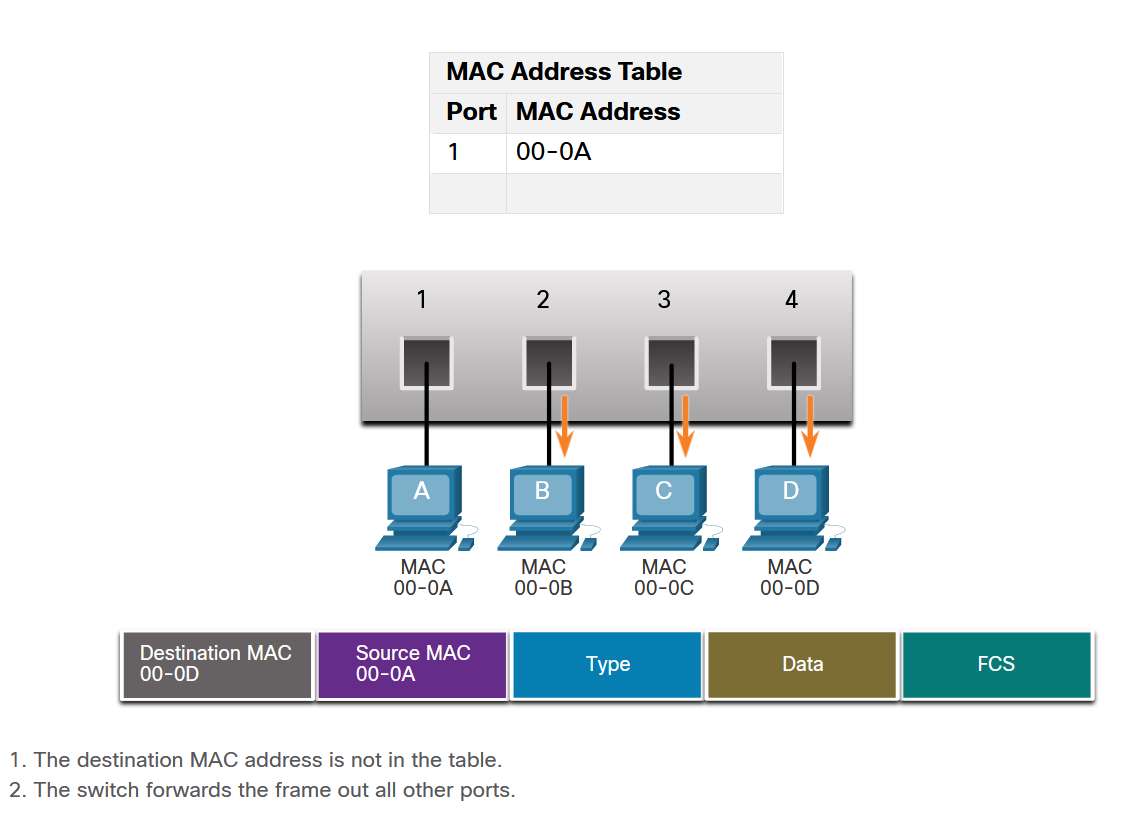 MAC Address Table
Port MAC Address
1 00-0A
1 2 3 4
A B C D
MAC MAC MAC MAC
00-0A 00-0B 00-0C 00-0D
Destination MAC Source MAC Type Data FCS
00-0D 00-0A
1. The destination MAC address is not in the table.
2. The switch forwards the frame out all other ports.